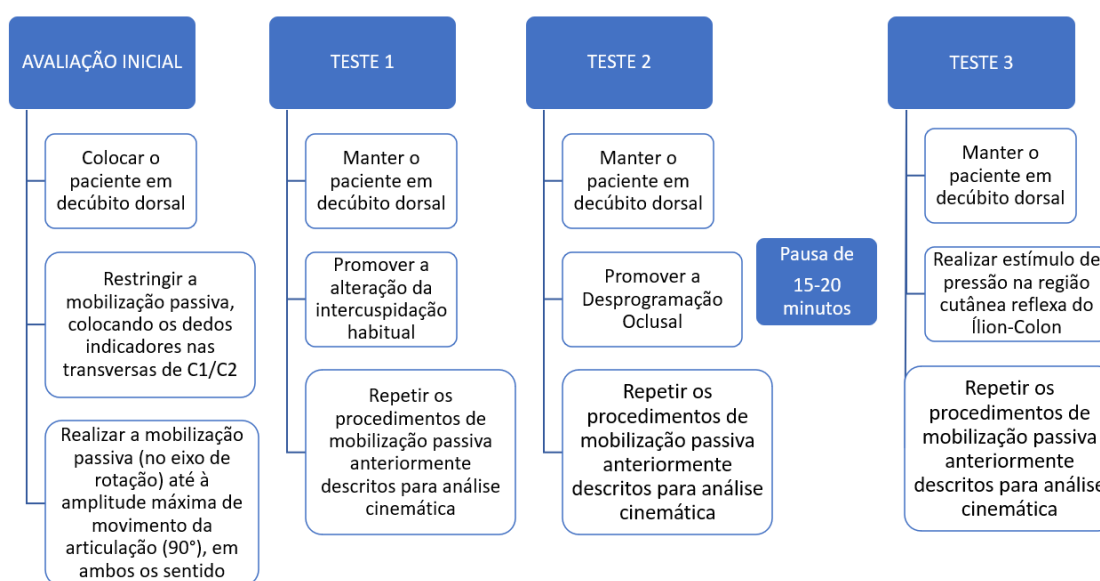 AVALIAÇÃO INICIAL
Colocar o
paciente em
decúbito dorsal
Restringir a
mobilização passiva,
colocando os dedos
indicadores nas
transversas de C1/C2
Realizar a mobilização
passiva (no eixo de
rotação) até à
amplitude máxima de
movimento da
articulação (90°), em
ambos os sentido
TESTE 1
Manter o
paciente em
decúbito dorsal
Promover a
alteração da
intercuspidação
habitual
Repetir os
procedimentos de
mobilização passiva
anteriormente
descritos para análise
cinemática
TESTE 2
Manter o
paciente em
decúbito dorsal
Promover a
Desprogramação
Oclusal
Repetir os
procedimentos de
mobilização passiva
anteriormente
descritos para análise
cinemática
Pausa de
15-20
minutos
TESTE 3
Manter o
paciente em
decúbito dorsal
Realizar estímulo de
pressão na região
cutânea reflexa do
Ílion-Colon
Repetir os
procedimentos de
mobilização passiva
anteriormente
descritos para análise
cinemática